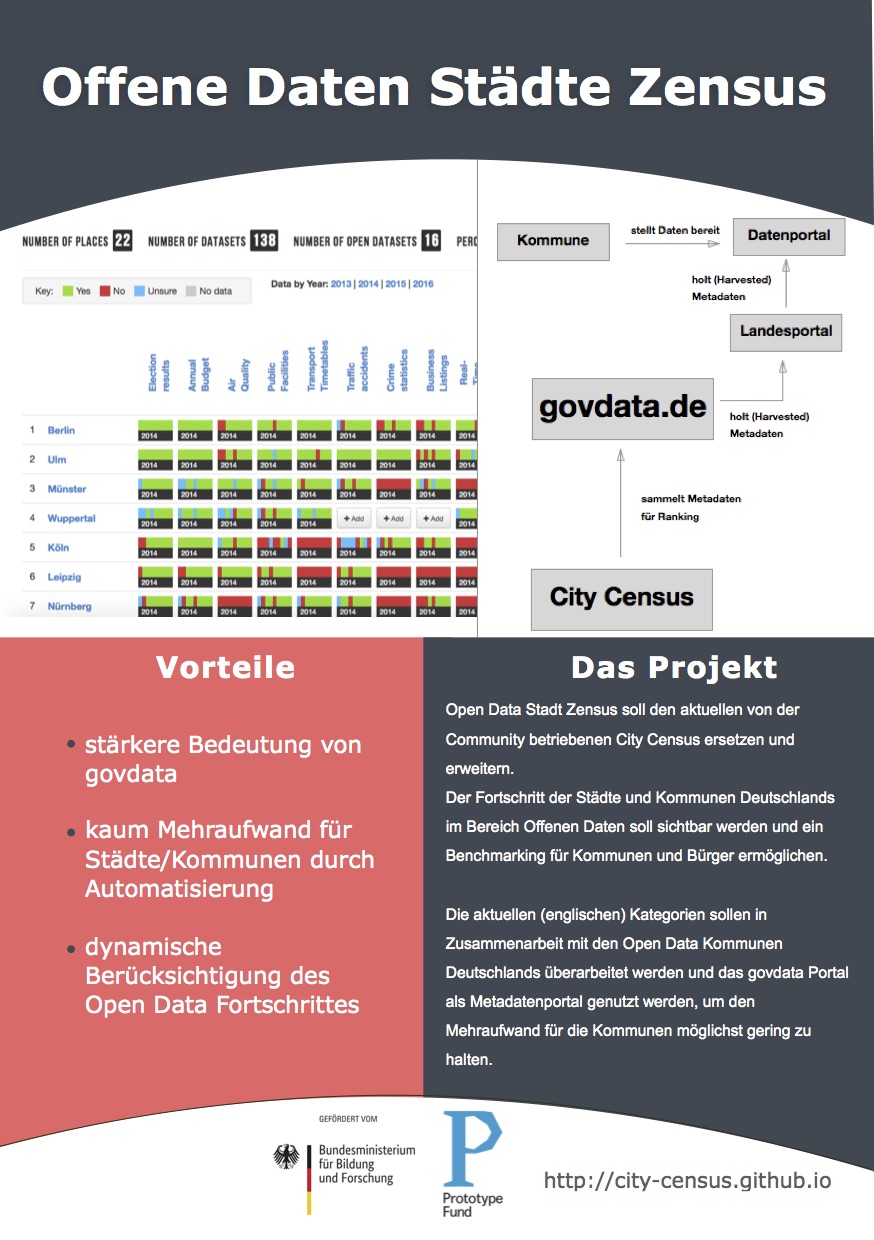 Offene Daten Städte Zensus
NUMBER OF PLACES 22 NUMBER OF DATASETS 138 NUMBER OF OPEN DATASETS 16 PERC
Key: Yes No Unsure No data
Data by Year: 2013 | 2014 | 2015 | 2016
Election results
Annual Budget
Air Quality
Public Facilities
Transport Timetables
Traffic accidents
Crime statistics
Business Listings
Real-
1 Berlin 2014 2014 2014 2014 2014 2014 2014 2014 2014
2 Ulm 2014 2014 2014 2014 2014 2014 2014 2014 2014
3 Münster 2014 2014 2014 2014 2014 2014 2014 2014 2014
4 Wuppertal 2014 2014 2014 2014 2014 + Add + Add + Add 2014
5 Köln 2014 2014 2014 2014 2014 2014 2014 2014 2014
6 Leipzig 2014 2014 2014 2014 2014 2014 2014 2014 2014
7 Nürnberg 2014 2014 2014 2014 2014 2014 2014 2014 2014
Kommune
stellt Daten bereit
Datenportal
holt (Harvested)
Metadaten
Landesportal
govdata.de
holt (Harvested)
Metadaten
sammelt Metadaten
für Ranking
City Census
Vorteile
• stärkere Bedeutung von
govdata
• kaum Mehraufwand für
Städte/Kommunen durch
Automatisierung
• dynamische
Berücksichtigung des
Open Data Fortschrittes
Das Projekt
Open Data Stadt Zensus soll den aktuellen von der
Community betriebenen City Census ersetzen und
erweitern.
Der Fortschritt der Städte und Kommunen Deutschlands
im Bereich Offenen Daten soll sichtbar werden und ein
Benchmarking für Kommunen und Bürger ermöglichen.
Die aktuellen (englischen) Kategorien sollen in
Zusammenarbeit mit den Open Data Kommunen
Deutschlands überarbeitet werden und das govdata Portal
als Metadatenportal genutzt werden, um den
Mehraufwand für die Kommunen möglichst gering zu
halten.
GEFÖRDERT VOM
Bundesministerium
für Bildung
und Forschung
Prototype
Fund
http://city-census.github.io